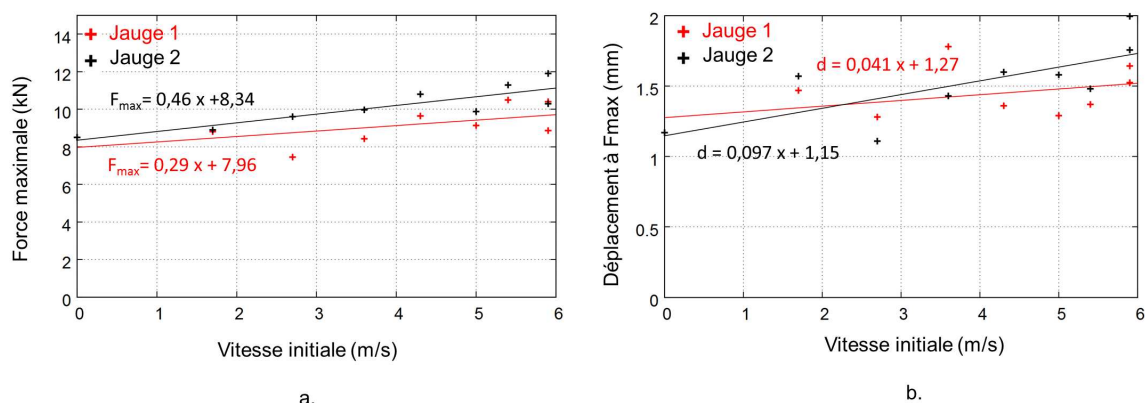 Force maximale (kN)
14
12
10
8
6
4
2
0
+ Jauge 1
+ Jauge 2
Fmax= 0,46 x +8,34
Fmax= 0,29 x + 7,96
0 1 2 3 4 5 6
Vitesse initiale (m/s)
a.
Déplacement à Fmax (mm)
2
1.5
1
0.5
0
+ Jauge 1
+ Jauge 2
d = 0,041 x + 1,27
d = 0,097 x + 1,15
0 1 2 3 4 5 6
Vitesse initiale (m/s)
b.